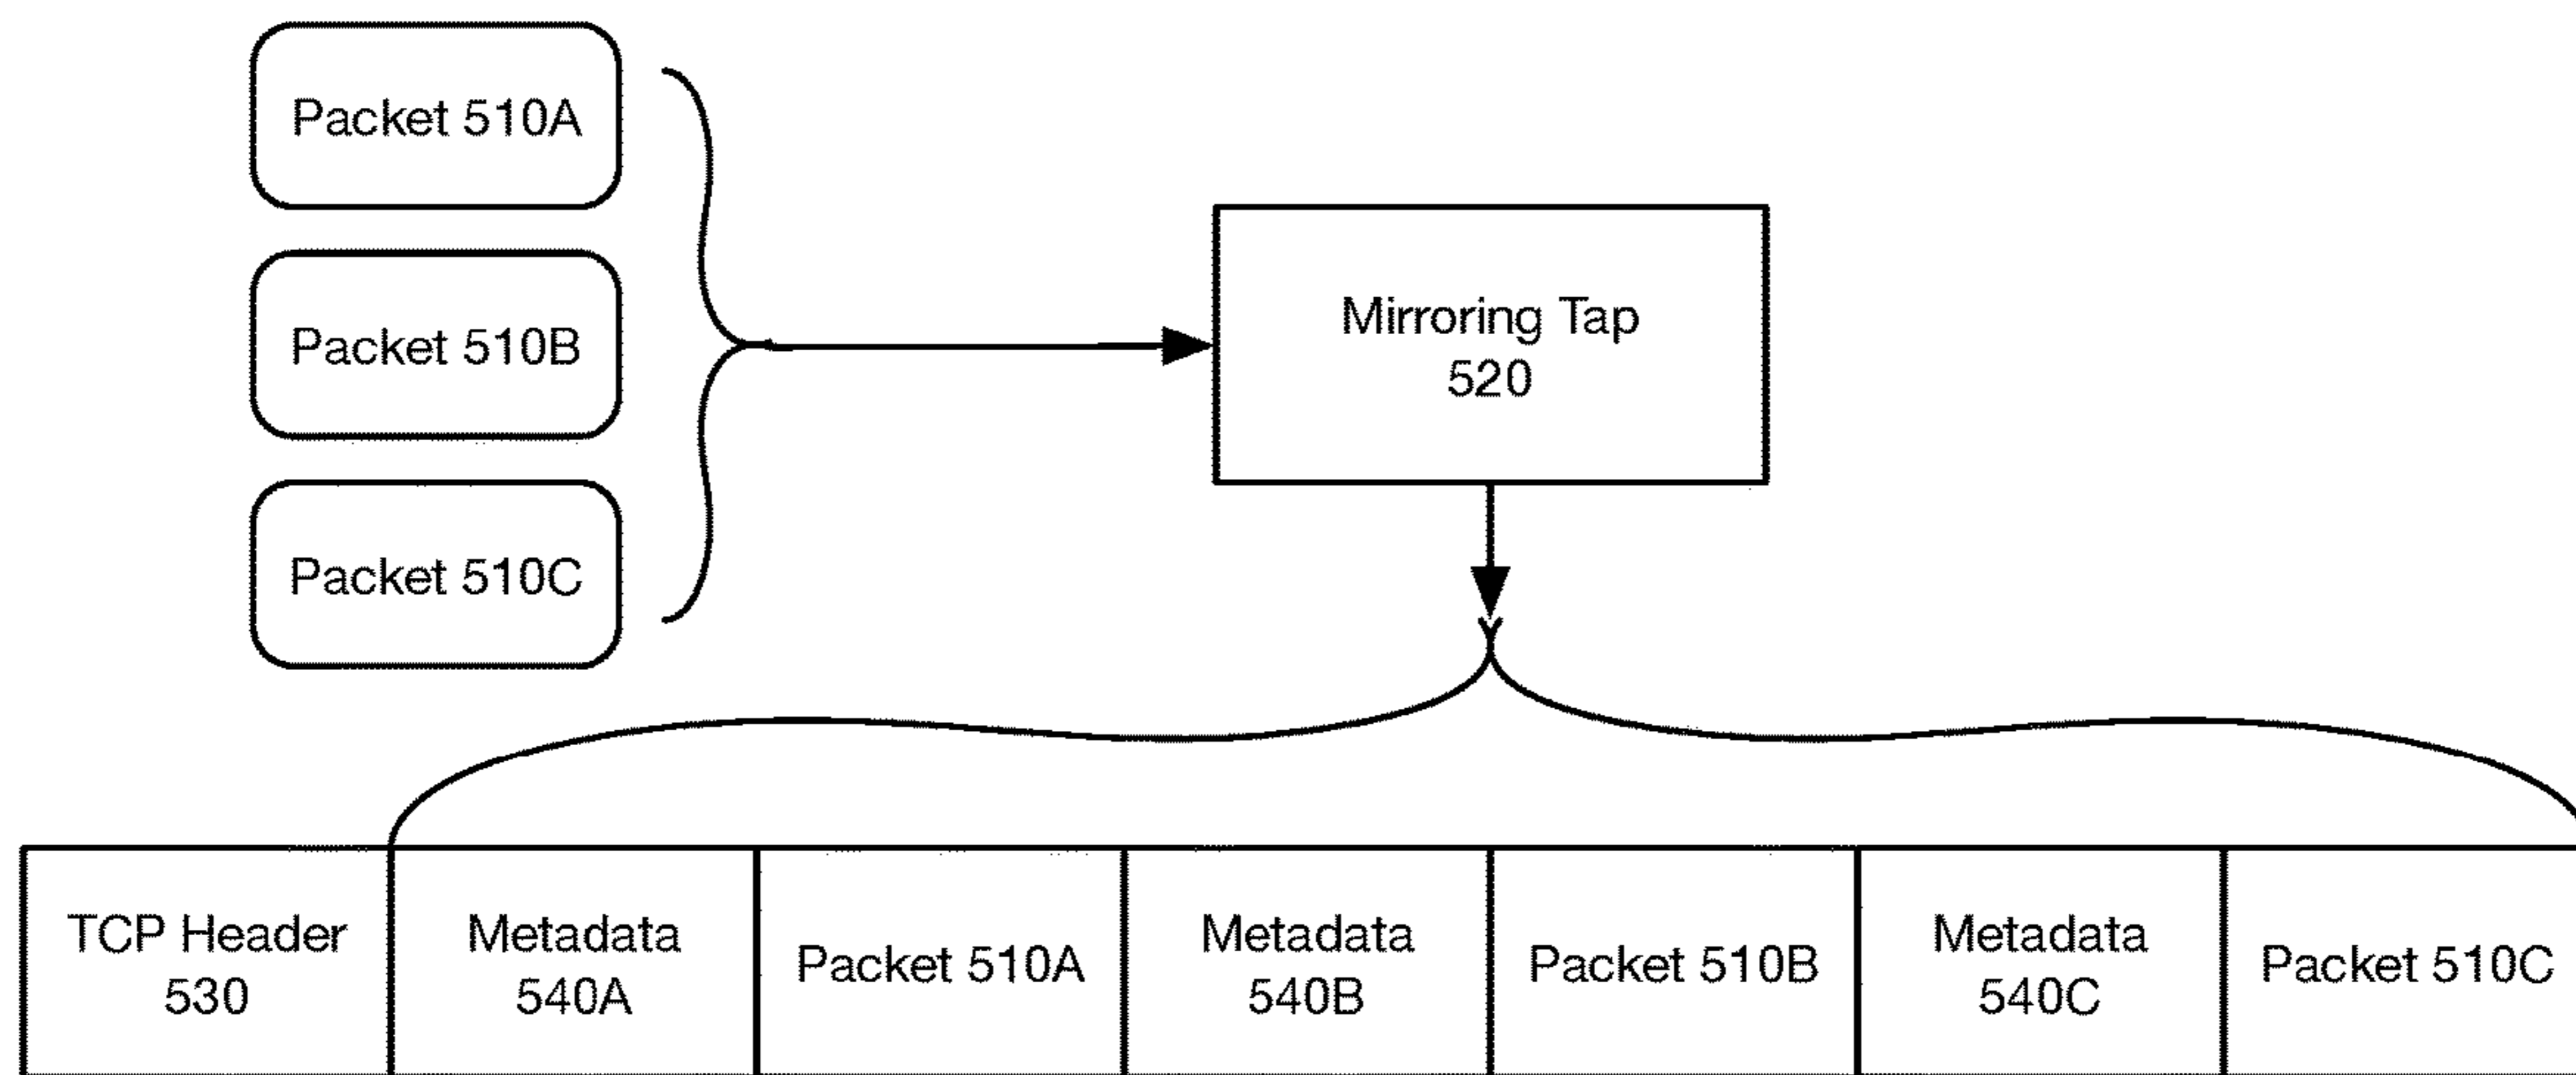 Packet 510A
Packet 510B
Packet 510C
Mirroring Tap
520
TCP Header
530
Metadata
540A
Packet 510A
Metadata
540B
Packet 510B
Metadata
540C
Packet 510C